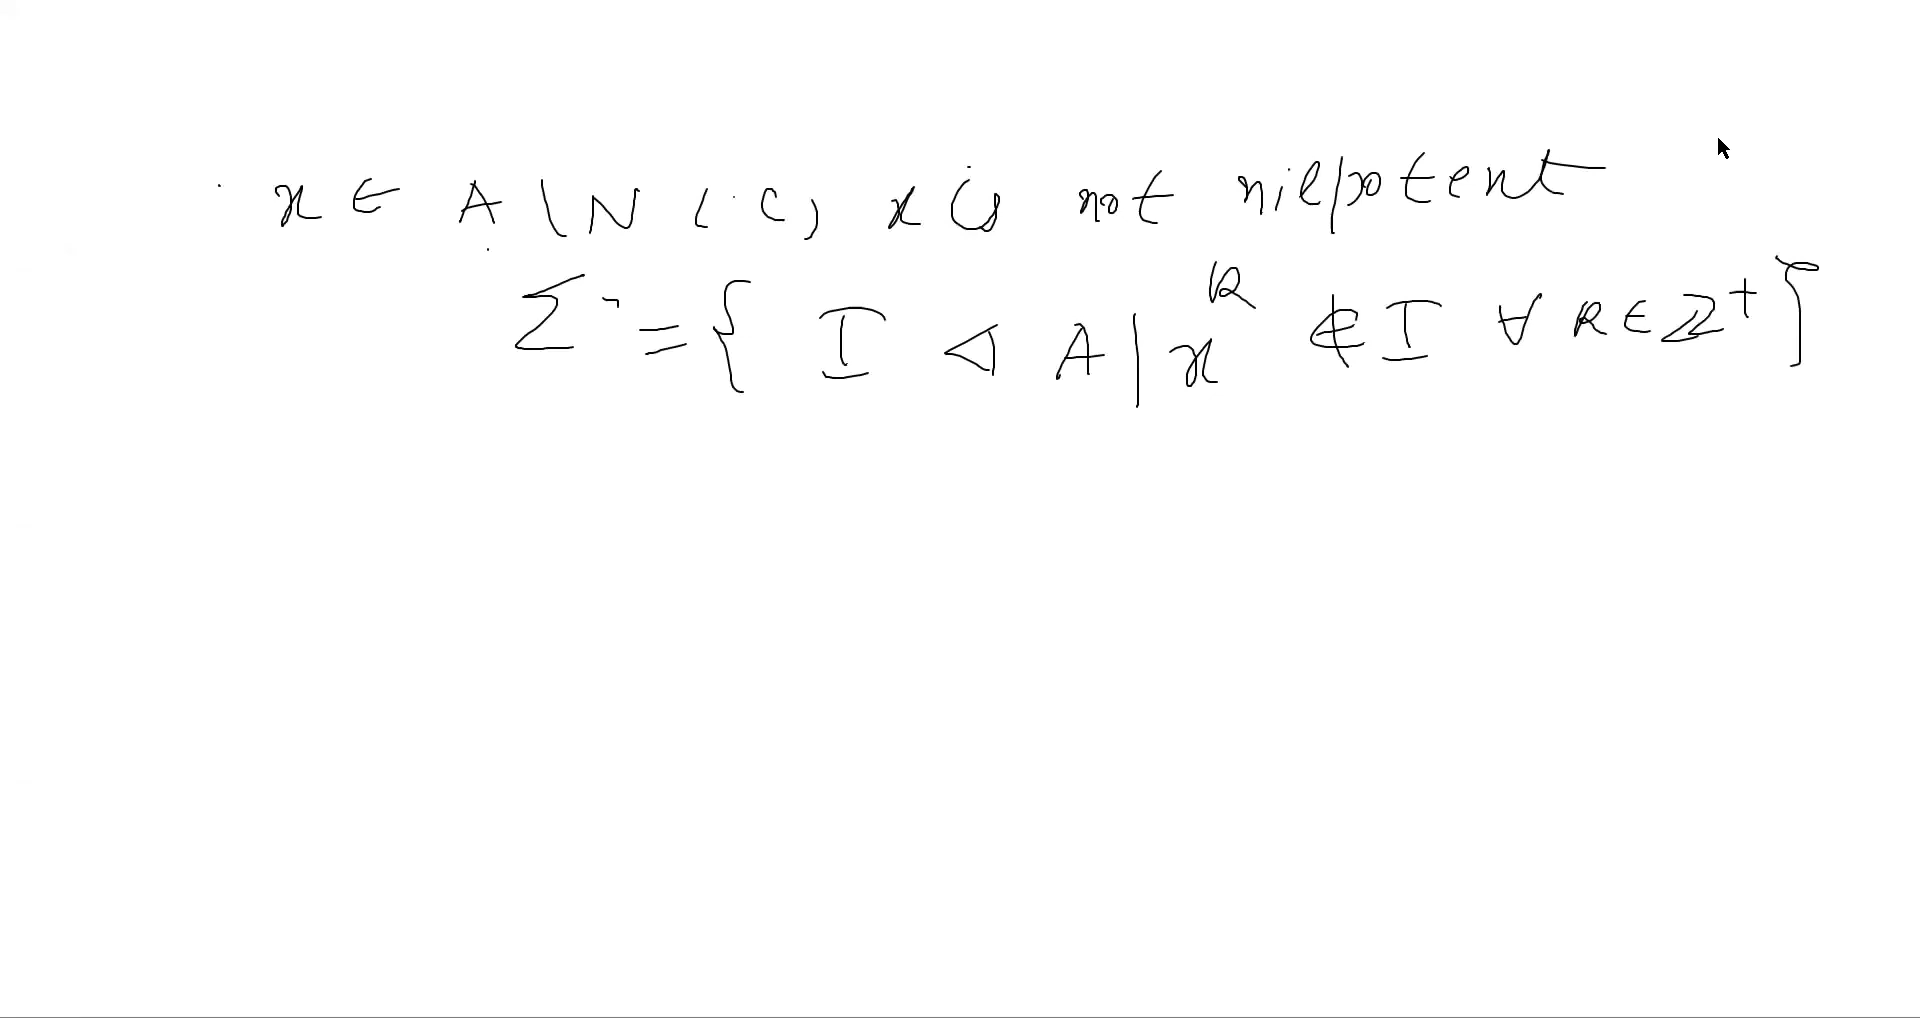 x ∈ A \ N i.e., x is not nilpotent
Σ = { I ◁ A | x^k ∉ I ∀ k ∈ ℤ^+ }